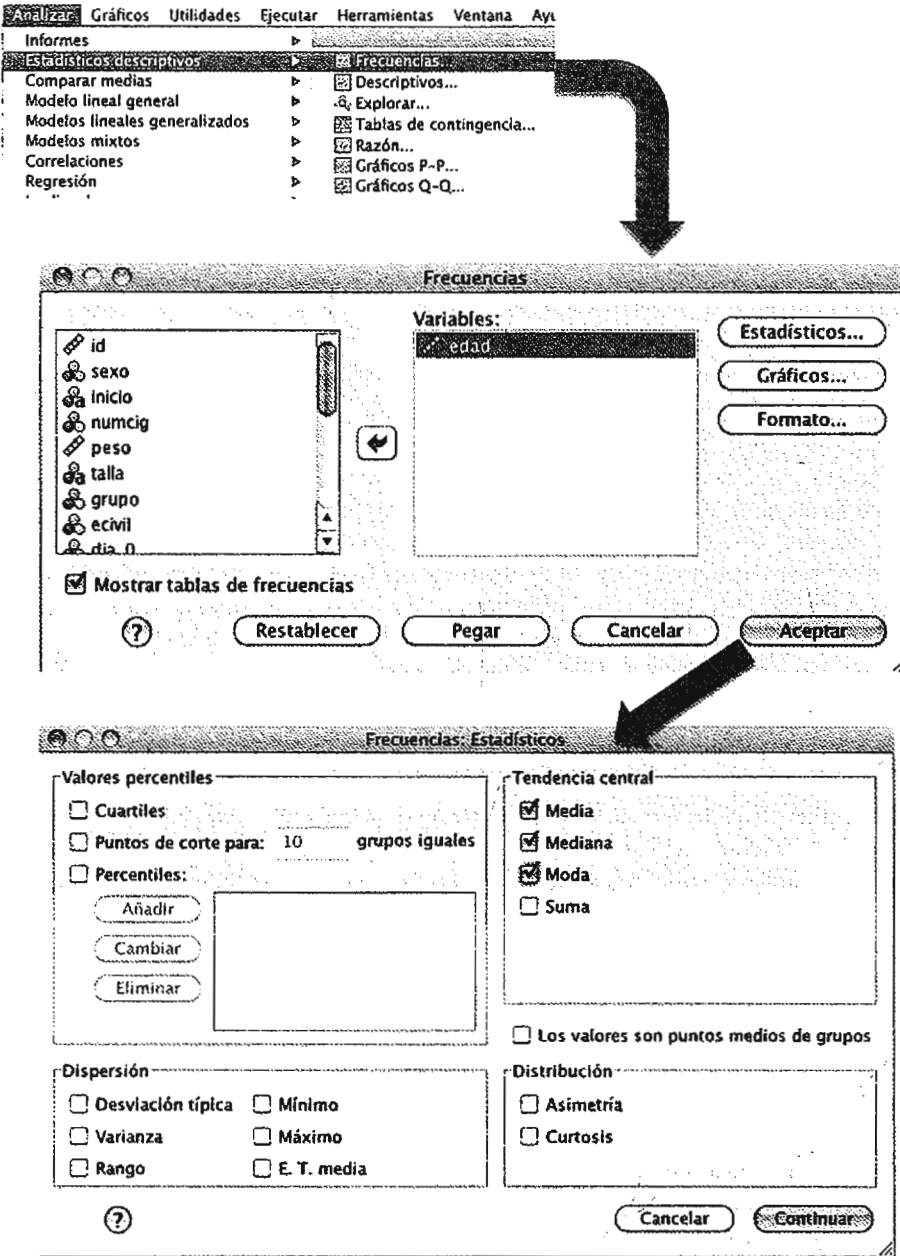 Analizar Gráficos Utilidades Ejecutar Herramientas Ventana Ayu
Informes
Estadísticos descriptivos
Comparar medias
Modelo lineal general
Modelos lineales generalizados
Modelos mixtos
Correlaciones
Regresión
Frecuencias...
Descriptivos...
Explorar...
Tablas de contingencia...
Razón...
Gráficos P-P...
Gráficos Q-Q...
Frecuencias
id
sexo
inicio
numcig
peso
talla
grupo
ecivil
dia_0
Variables:
edad
Estadísticos...
Gráficos...
Formato...
Mostrar tablas de frecuencias
? Restablecer Pegar Cancelar Aceptar
Frecuencias: Estadísticos
Valores percentiles
Cuartiles
Puntos de corte para: 10 grupos iguales
Percentiles:
Añadir
Cambiar
Eliminar
Tendencia central
Media
Mediana
Moda
Suma
Los valores son puntos medios de grupos
Dispersión
Desviación típica Mínimo
Varianza Máximo
Rango E. T. media
Distribución
Asimetría
Curtosis
? Cancelar Continuar